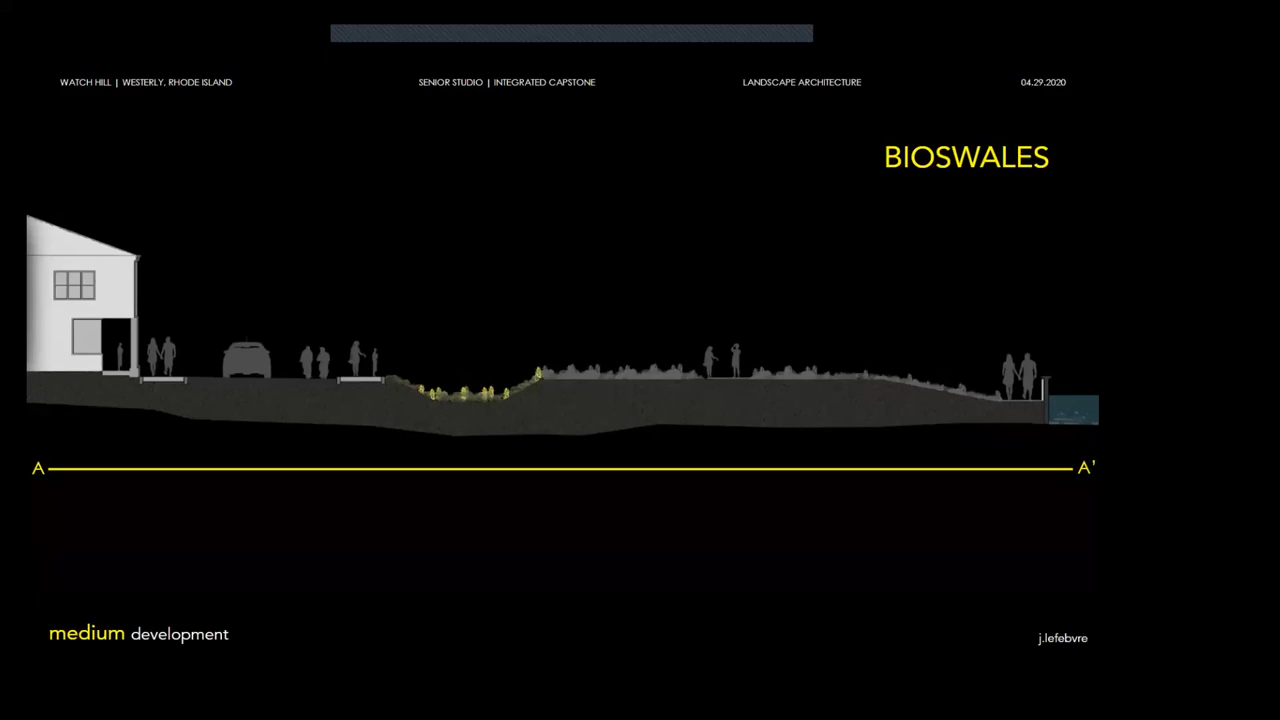 WATCH HILL | WESTERLY, RHODE ISLAND
SENIOR STUDIO | INTEGRATED CAPSTONE
LANDSCAPE ARCHITECTURE
04.29.2020
BIOSWALES
A
A'
medium development
j.lefebvre